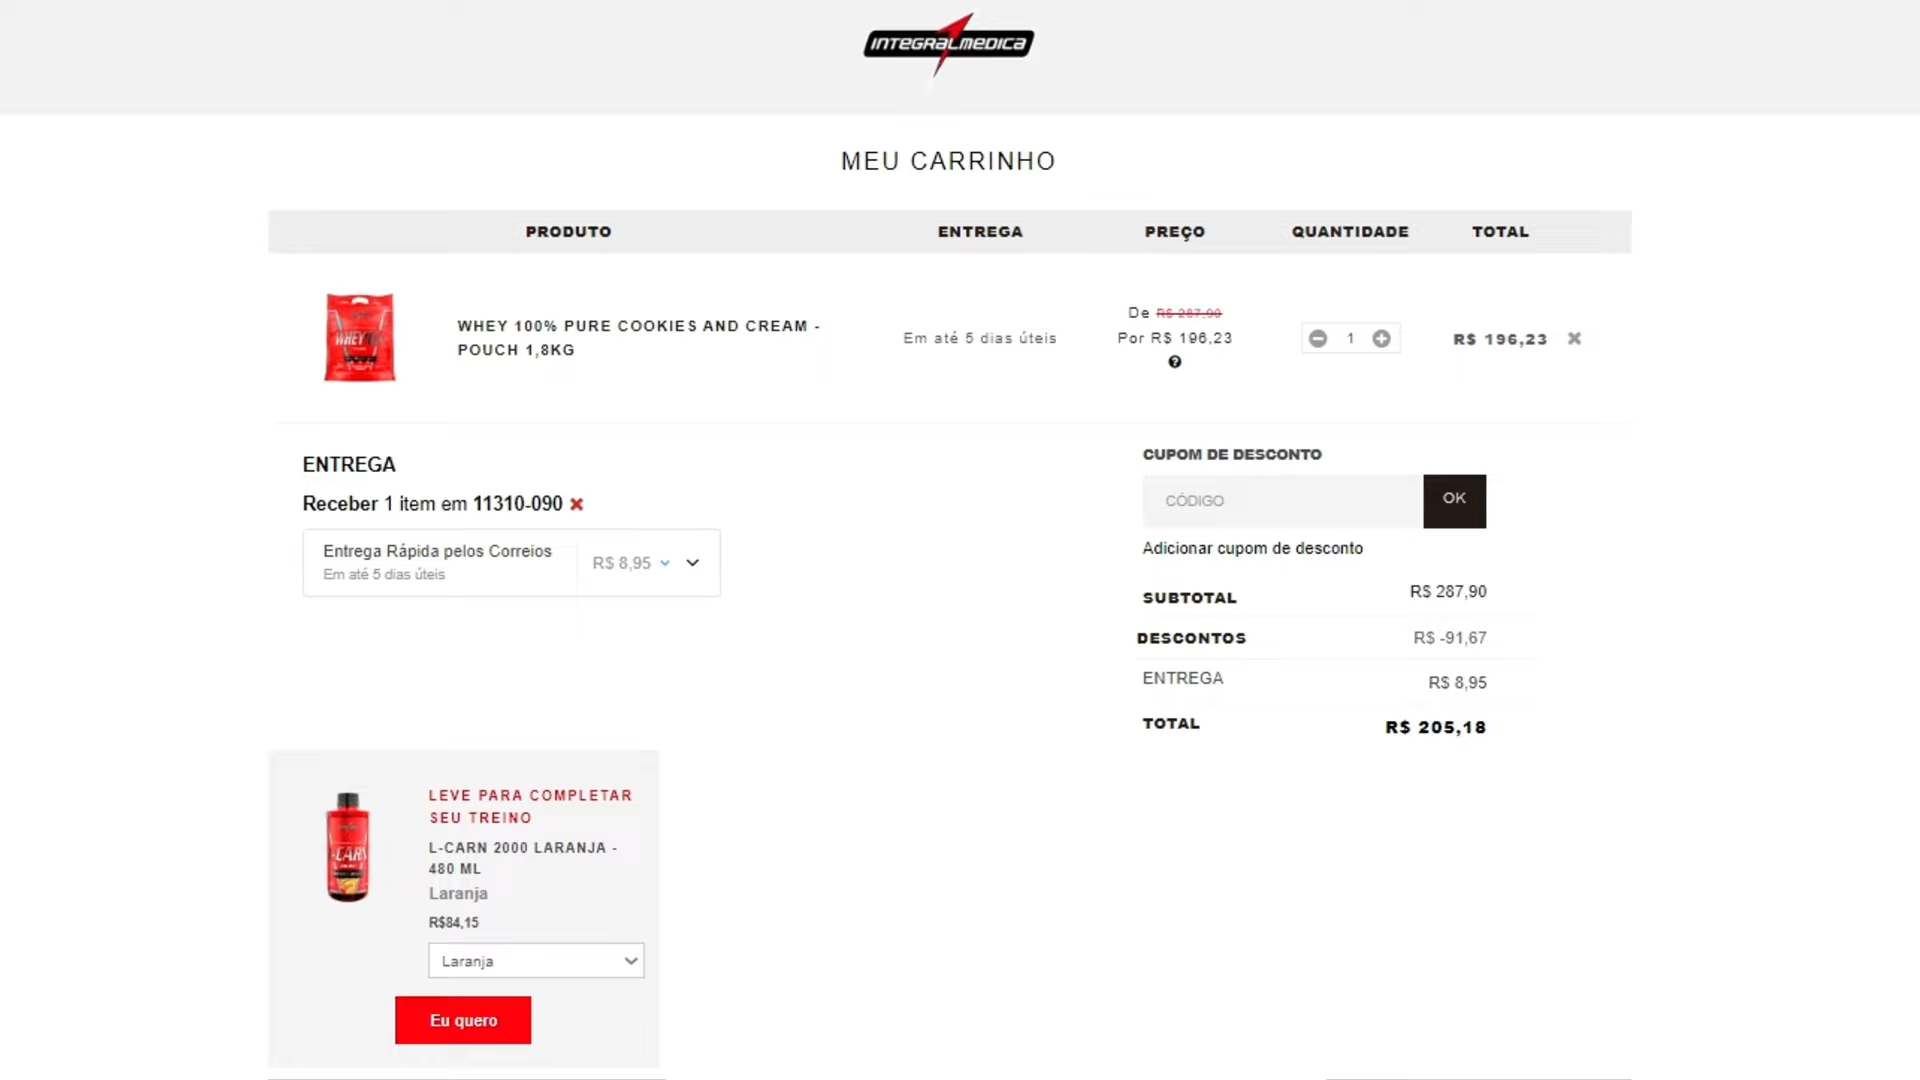 INTEGRALMEDICA
MEU CARRINHO
PRODUTO ENTREGA PREÇO QUANTIDADE TOTAL
WHEY 100% PURE COOKIES AND CREAM -
POUCH 1,8KG
Em até 5 dias úteis
De R$ 287,90
Por R$ 196,23
1
R$ 196,23
ENTREGA
Receber 1 item em 11310-090
Entrega Rápida pelos Correios
Em até 5 dias úteis
R$ 8,95
CUPOM DE DESCONTO
CÓDIGO OK
Adicionar cupom de desconto
SUBTOTAL R$ 287,90
DESCONTOS R$ -91,67
ENTREGA R$ 8,95
TOTAL R$ 205,18
LEVE PARA COMPLETAR
SEU TREINO
L-CARN 2000 LARANJA -
480 ML
Laranja
R$84,15
Laranja
Eu quero